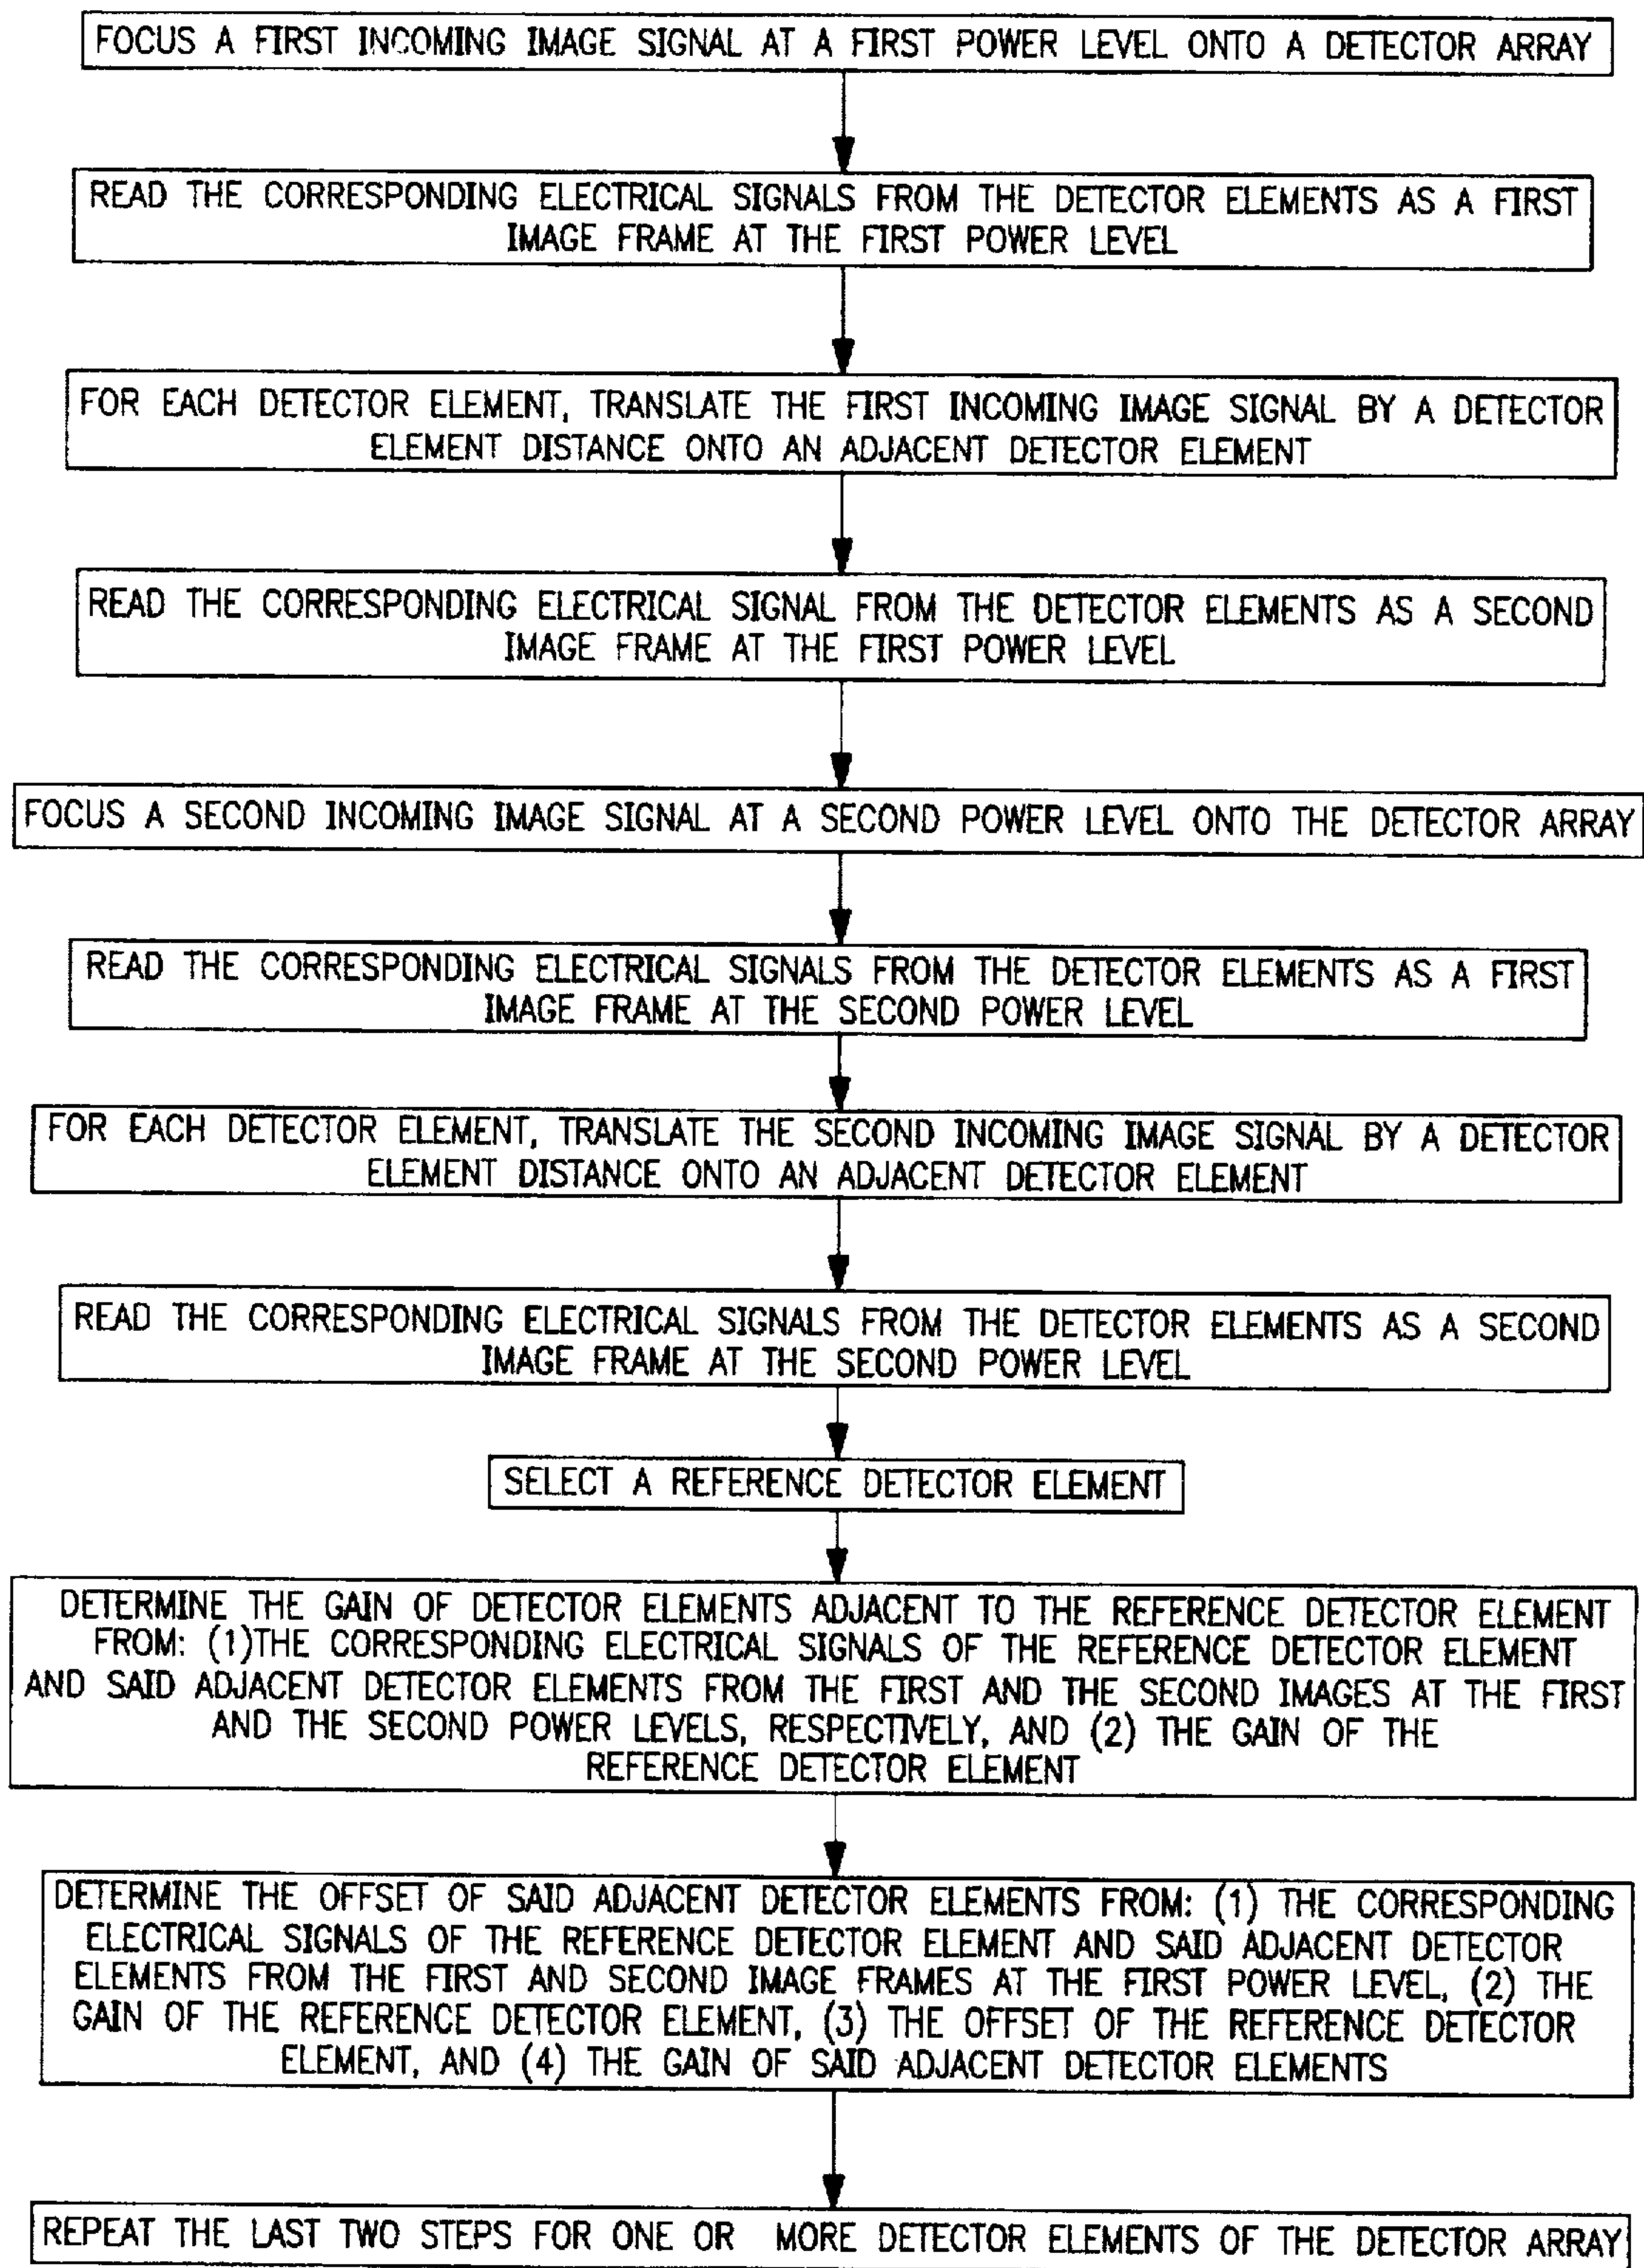 FOCUS A FIRST INCOMING IMAGE SIGNAL AT A FIRST POWER LEVEL ONTO A DETECTOR ARRAY
READ THE CORRESPONDING ELECTRICAL SIGNALS FROM THE DETECTOR ELEMENTS AS A FIRST
IMAGE FRAME AT THE FIRST POWER LEVEL
FOR EACH DETECTOR ELEMENT, TRANSLATE THE FIRST INCOMING IMAGE SIGNAL BY A DETECTOR
ELEMENT DISTANCE ONTO AN ADJACENT DETECTOR ELEMENT
READ THE CORRESPONDING ELECTRICAL SIGNAL FROM THE DETECTOR ELEMENTS AS A SECOND
IMAGE FRAME AT THE FIRST POWER LEVEL
FOCUS A SECOND INCOMING IMAGE SIGNAL AT A SECOND POWER LEVEL ONTO THE DETECTOR ARRAY
READ THE CORRESPONDING ELECTRICAL SIGNALS FROM THE DETECTOR ELEMENTS AS A FIRST
IMAGE FRAME AT THE SECOND POWER LEVEL
FOR EACH DETECTOR ELEMENT, TRANSLATE THE SECOND INCOMING IMAGE SIGNAL BY A DETECTOR
ELEMENT DISTANCE ONTO AN ADJACENT DETECTOR ELEMENT
READ THE CORRESPONDING ELECTRICAL SIGNALS FROM THE DETECTOR ELEMENTS AS A SECOND
IMAGE FRAME AT THE SECOND POWER LEVEL
SELECT A REFERENCE DETECTOR ELEMENT
DETERMINE THE GAIN OF DETECTOR ELEMENTS ADJACENT TO THE REFERENCE DETECTOR ELEMENT
FROM: (1)THE CORRESPONDING ELECTRICAL SIGNALS OF THE REFERENCE DETECTOR ELEMENT
AND SAID ADJACENT DETECTOR ELEMENTS FROM THE FIRST AND THE SECOND IMAGES AT THE FIRST
AND THE SECOND POWER LEVELS, RESPECTIVELY, AND (2) THE GAIN OF THE
REFERENCE DETECTOR ELEMENT
DETERMINE THE OFFSET OF SAID ADJACENT DETECTOR ELEMENTS FROM: (1) THE CORRESPONDING
ELECTRICAL SIGNALS OF THE REFERENCE DETECTOR ELEMENT AND SAID ADJACENT DETECTOR
ELEMENTS FROM THE FIRST AND SECOND IMAGE FRAMES AT THE FIRST POWER LEVEL, (2) THE
GAIN OF THE REFERENCE DETECTOR ELEMENT, (3) THE OFFSET OF THE REFERENCE DETECTOR
ELEMENT, AND (4) THE GAIN OF SAID ADJACENT DETECTOR ELEMENTS
REPEAT THE LAST TWO STEPS FOR ONE OR MORE DETECTOR ELEMENTS OF THE DETECTOR ARRAY